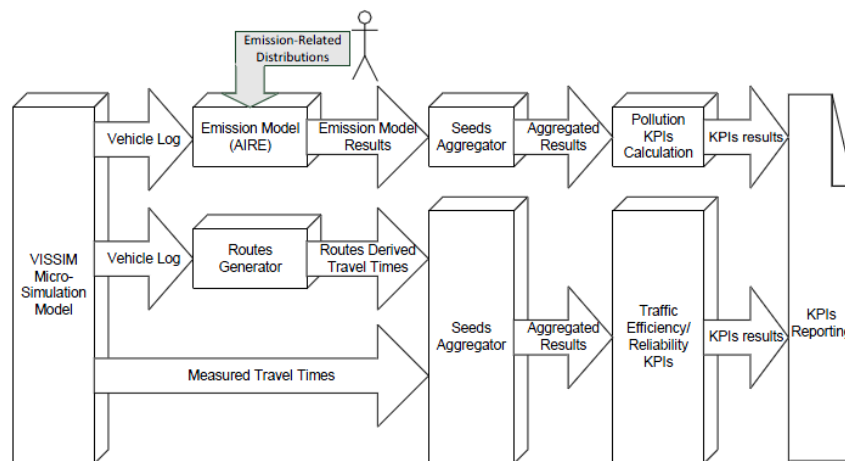 Emission-Related
Distributions
Vehicle Log
Emission Model
(AIRE)
Emission Model
Results
Seeds
Aggregator
Aggregated
Results
Pollution
KPIs
Calculation
KPIs results
VISSIM
Micro-
Simulation
Model
Vehicle Log
Routes
Generator
Routes Derived
Travel Times
Measured Travel Times
Seeds
Aggregator
Aggregated
Results
Traffic
Efficiency/
Reliability
KPIs
KPIs results
KPIs
Reporting